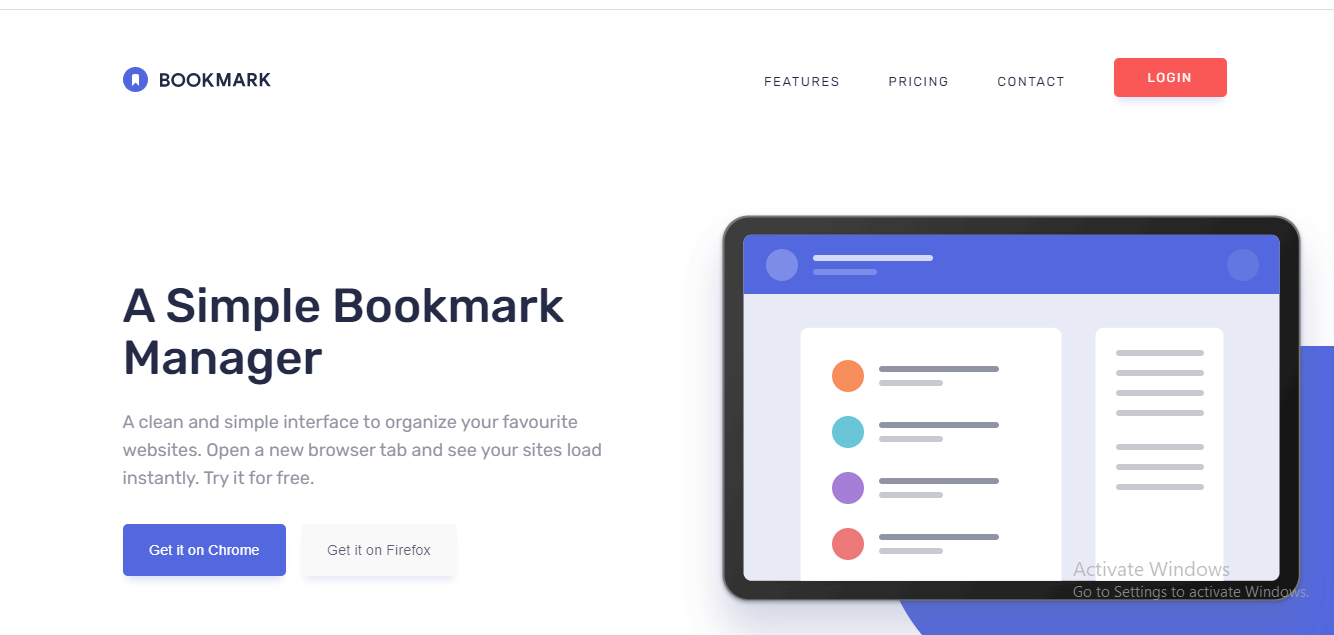 BOOKMARK
FEATURES PRICING CONTACT LOGIN
A Simple Bookmark
Manager
A clean and simple interface to organize your favourite
websites. Open a new browser tab and see your sites load
instantly. Try it for free.
Get it on Chrome Get it on Firefox
Activate Windows
Go to Settings to activate Windows.